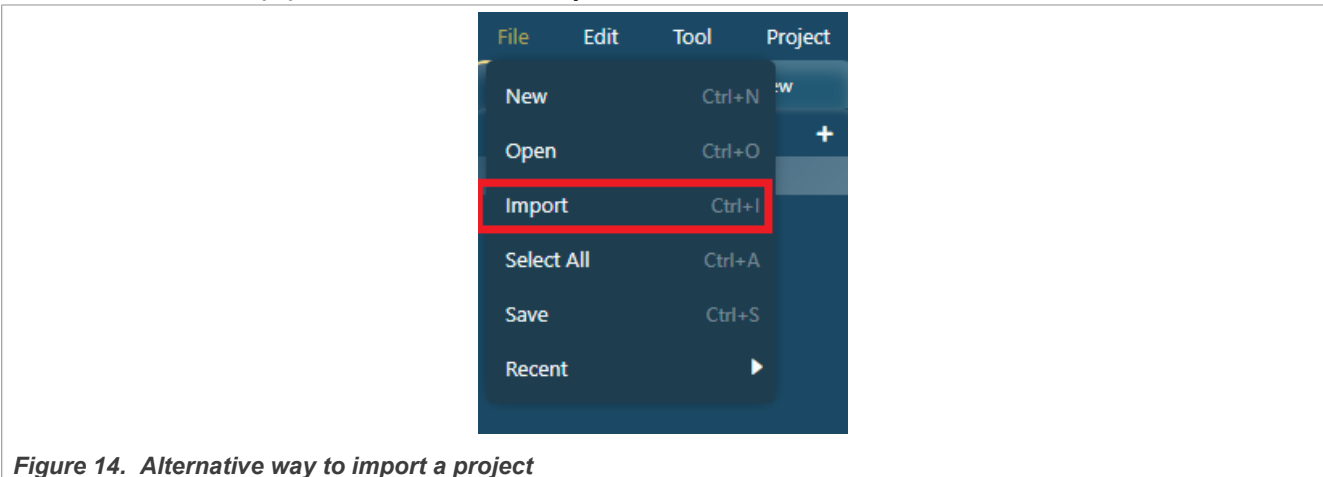 File Edit Tool Project
New Ctrl+N ew
Open Ctrl+O +
Import Ctrl+I
Select All Ctrl+A
Save Ctrl+S
Recent
Figure 14. Alternative way to import a project